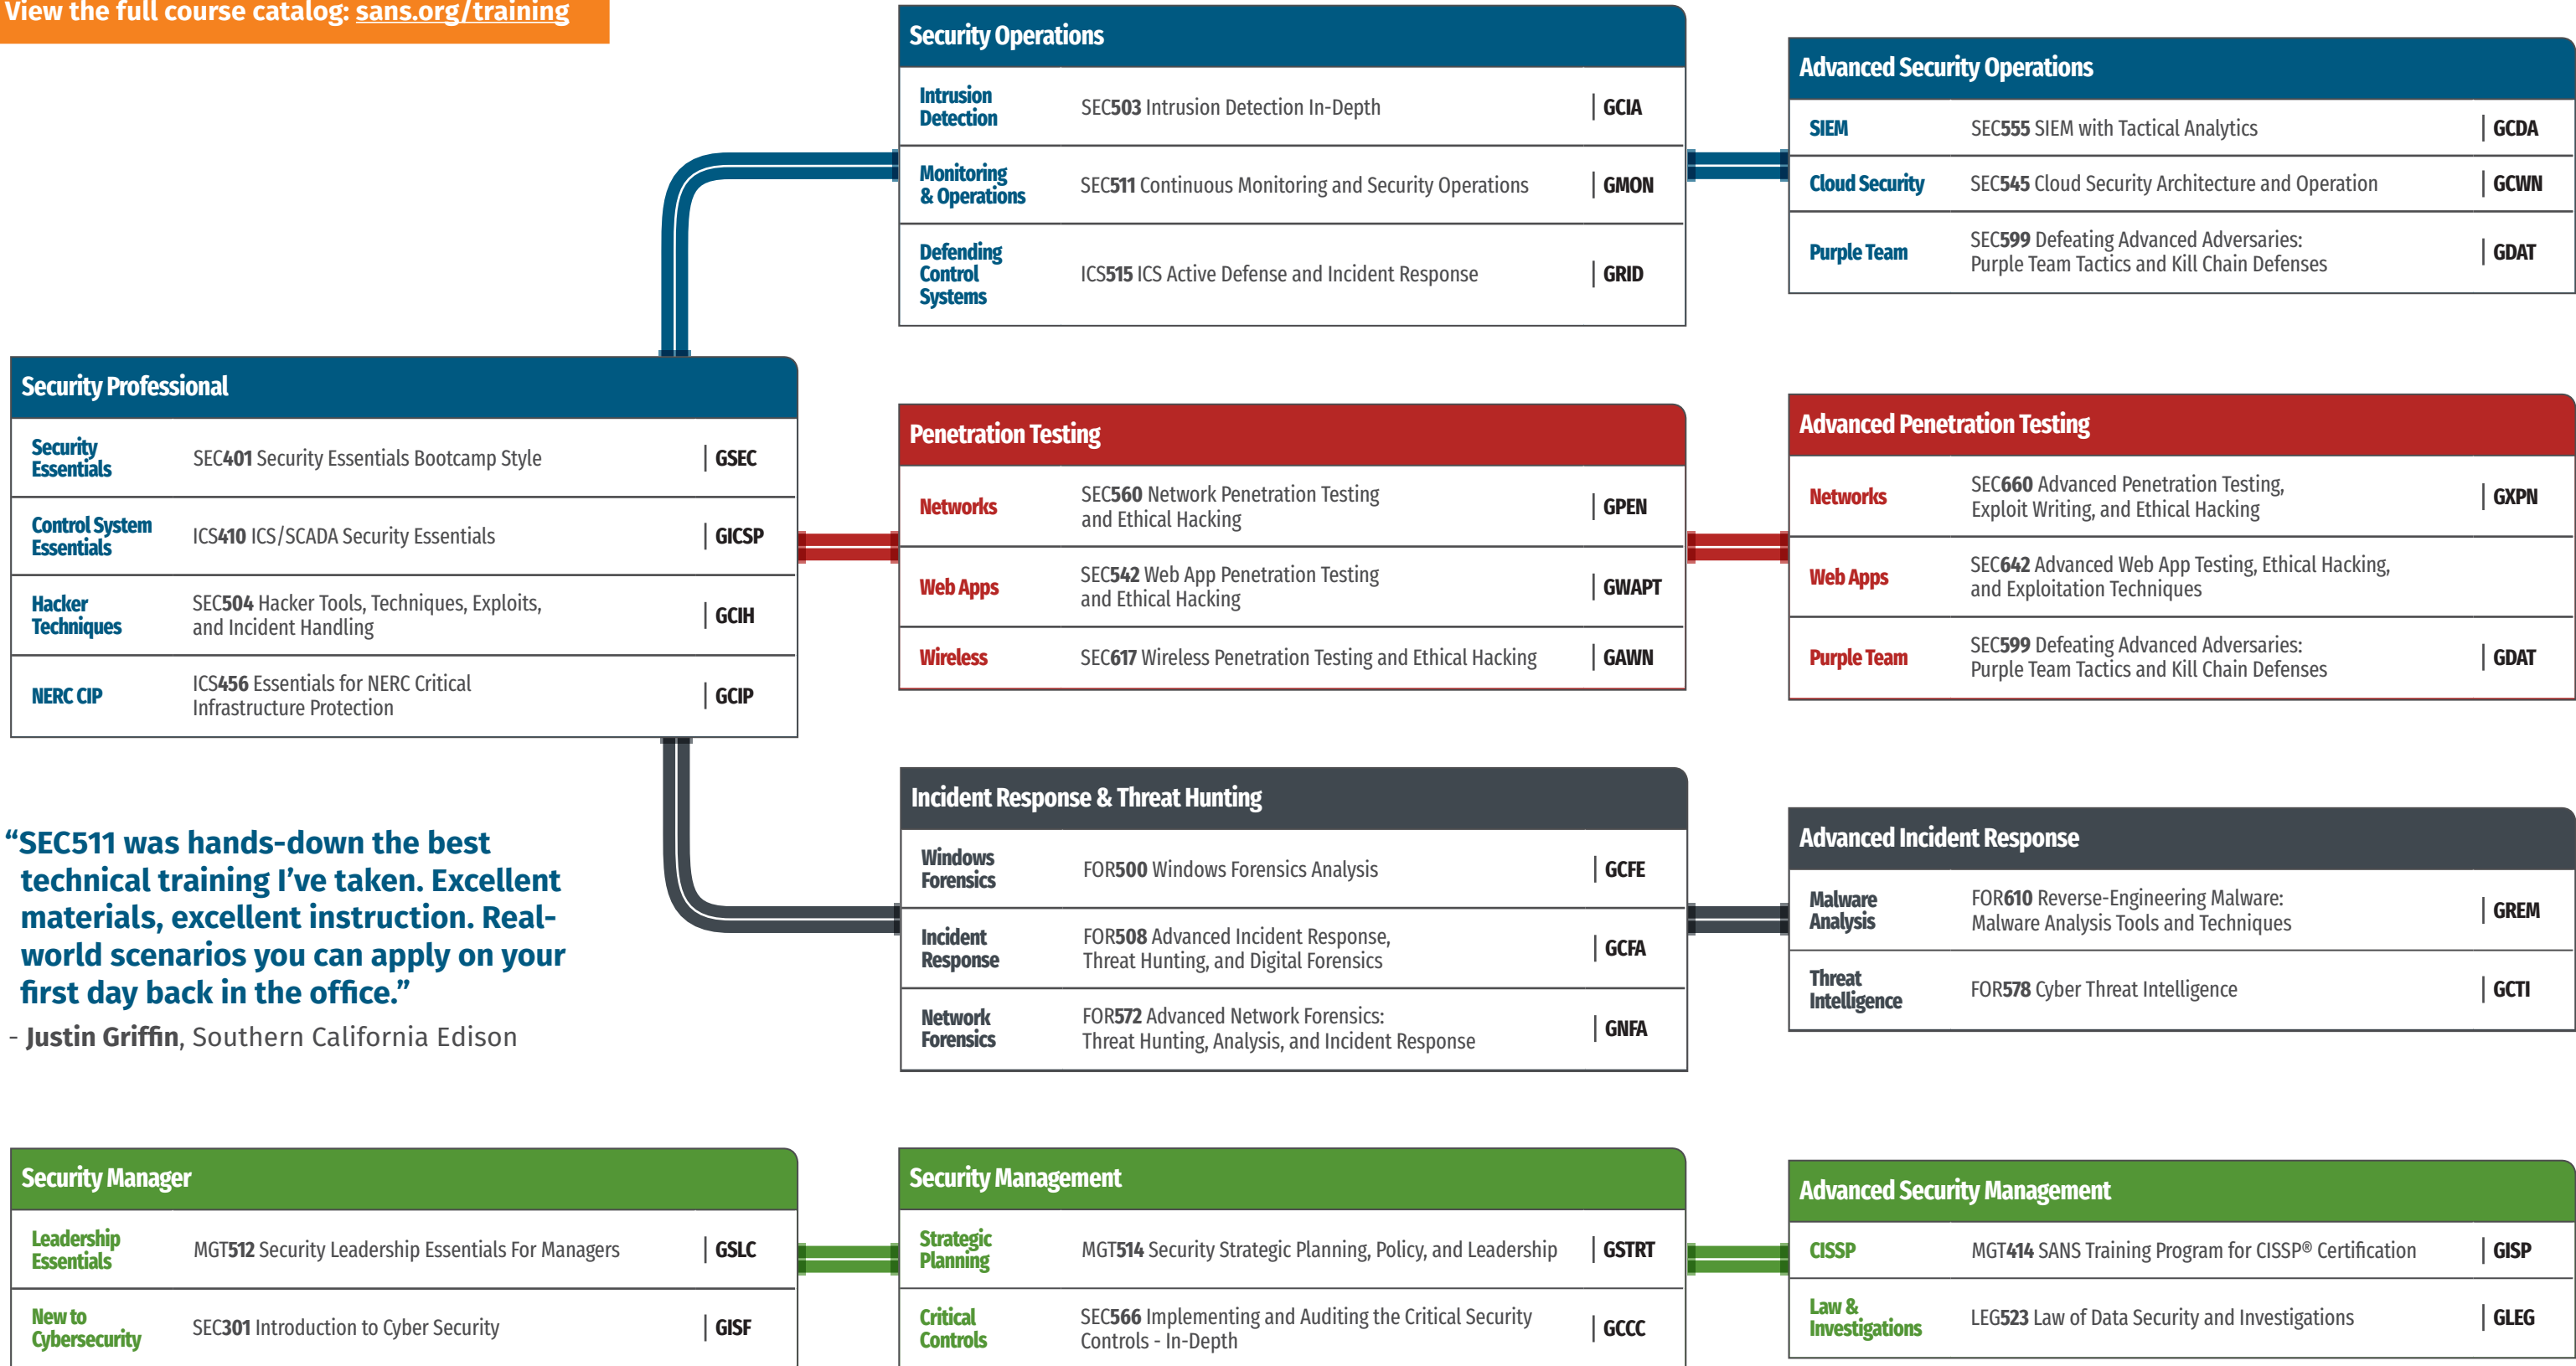 View the full course catalog: sans.org/training
Security Operations
Intrusion
Detection
SEC503 Intrusion Detection In-Depth
GCIA
Monitoring
& Operations
SEC511 Continuous Monitoring and Security Operations
GMON
Defending
Control
Systems
ICS515 ICS Active Defense and Incident Response
GRID
Advanced Security Operations
SIEM
SEC555 SIEM with Tactical Analytics
GCDA
Cloud Security
SEC545 Cloud Security Architecture and Operation
GCWN
Purple Team
SEC599 Defeating Advanced Adversaries:
Purple Team Tactics and Kill Chain Defenses
GDAT
Security Professional
Security
Essentials
SEC401 Security Essentials Bootcamp Style
GSEC
Control System
Essentials
ICS410 ICS/SCADA Security Essentials
GICSP
Hacker
Techniques
SEC504 Hacker Tools, Techniques, Exploits,
and Incident Handling
GCIH
NERC CIP
ICS456 Essentials for NERC Critical
Infrastructure Protection
GCIP
Penetration Testing
Networks
SEC560 Network Penetration Testing
and Ethical Hacking
GPEN
Web Apps
SEC542 Web App Penetration Testing
and Ethical Hacking
GWAPT
Wireless
SEC617 Wireless Penetration Testing and Ethical Hacking
GAWN
Advanced Penetration Testing
Networks
SEC660 Advanced Penetration Testing,
Exploit Writing, and Ethical Hacking
GXPN
Web Apps
SEC642 Advanced Web App Testing, Ethical Hacking,
and Exploitation Techniques
Purple Team
SEC599 Defeating Advanced Adversaries:
Purple Team Tactics and Kill Chain Defenses
GDAT
“SEC511 was hands-down the best
technical training I’ve taken. Excellent
materials, excellent instruction. Real-
world scenarios you can apply on your
first day back in the office.”
- Justin Griffin, Southern California Edison
Incident Response & Threat Hunting
Windows
Forensics
FOR500 Windows Forensics Analysis
GCFE
Incident
Response
FOR508 Advanced Incident Response,
Threat Hunting, and Digital Forensics
GCFA
Network
Forensics
FOR572 Advanced Network Forensics:
Threat Hunting, Analysis, and Incident Response
GNFA
Advanced Incident Response
Malware
Analysis
FOR610 Reverse-Engineering Malware:
Malware Analysis Tools and Techniques
GREM
Threat
Intelligence
FOR578 Cyber Threat Intelligence
GCTI
Security Manager
Leadership
Essentials
MGT512 Security Leadership Essentials For Managers
GSLC
New to
Cybersecurity
SEC301 Introduction to Cyber Security
GISF
Security Management
Strategic
Planning
MGT514 Security Strategic Planning, Policy, and Leadership
GSTRT
Critical
Controls
SEC566 Implementing and Auditing the Critical Security
Controls - In-Depth
GCCC
Advanced Security Management
CISSP
MGT414 SANS Training Program for CISSP® Certification
GISP
Law &
Investigations
LEG523 Law of Data Security and Investigations
GLEG